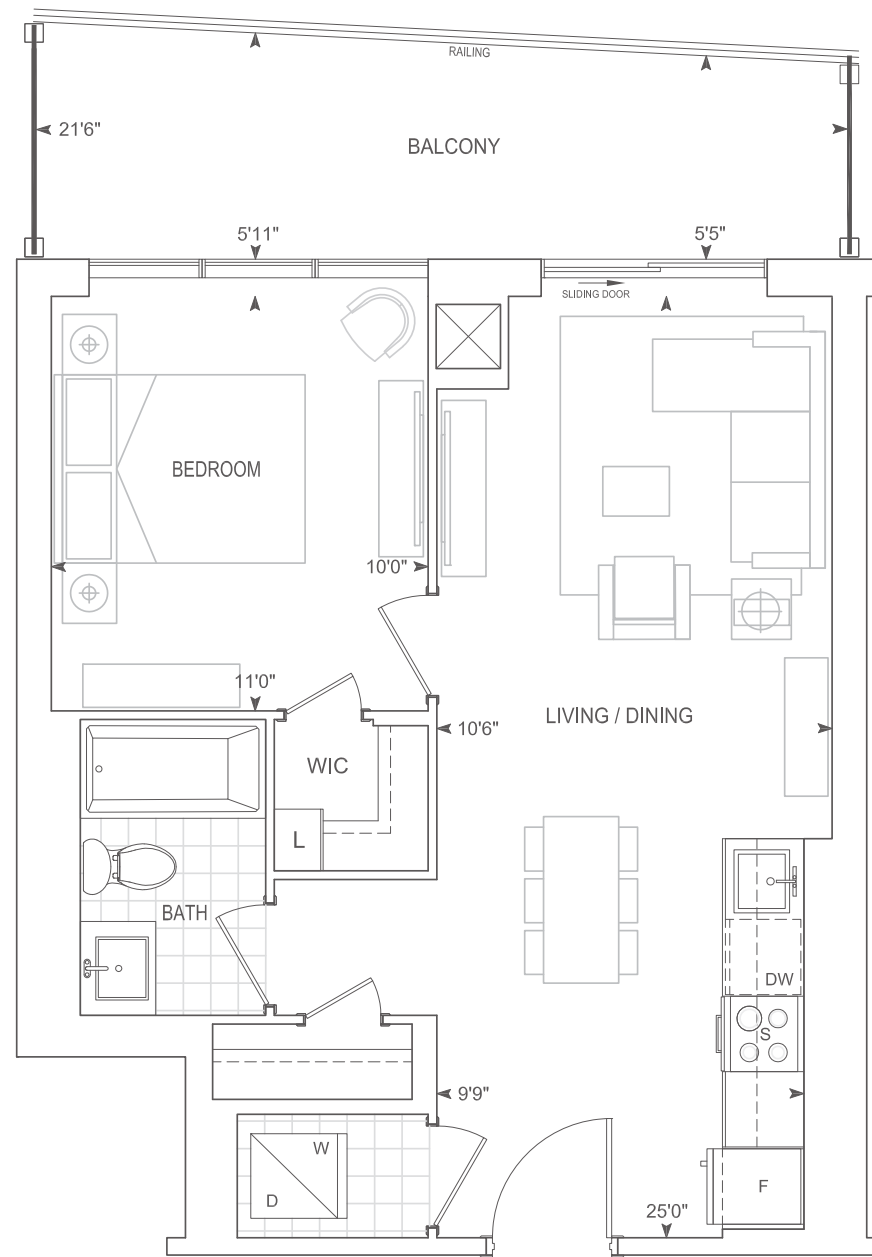 RAILING
21'6"
BALCONY
5'11"
5'5"
SLIDING DOOR
BEDROOM
10'0"
11'0"
10'6"
LIVING / DINING
WIC
L
BATH
DW
S
9'9"
W
D
F
25'0"